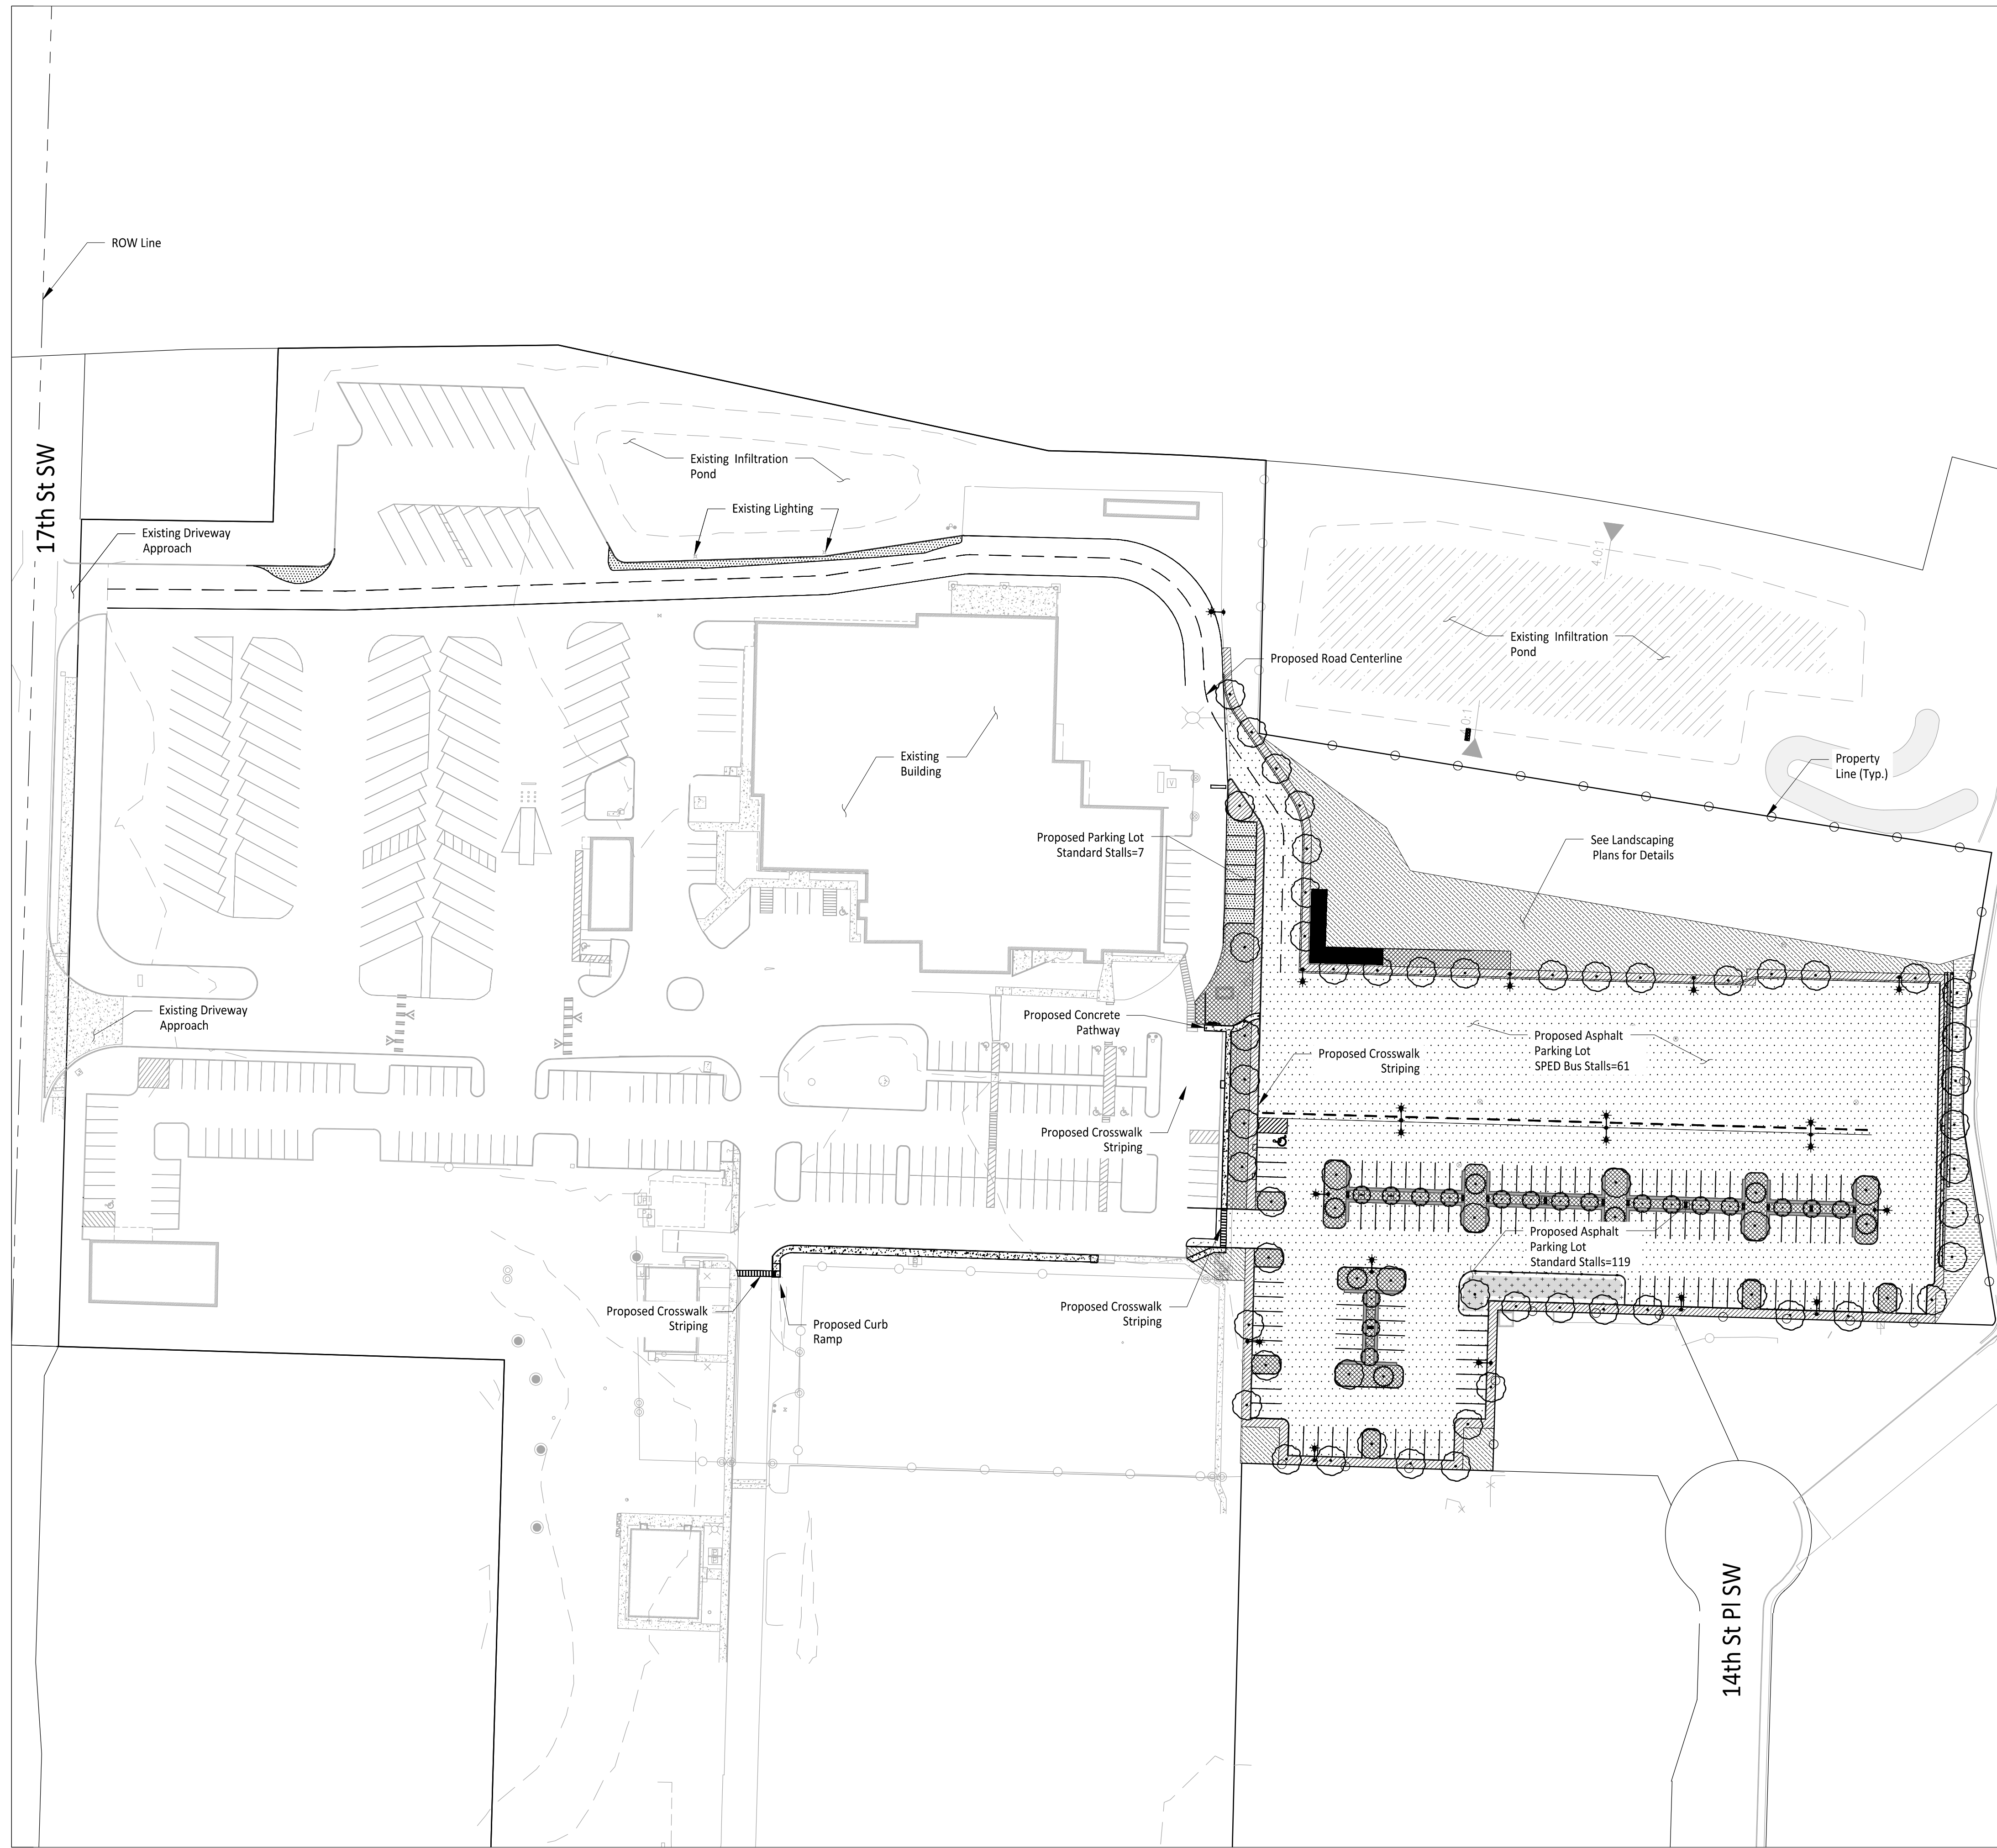 ROW Line
17th St SW
Existing Infiltration
Pond
Existing Lighting
Existing Driveway
Approach
4.0:1
Existing Infiltration
Pond
Proposed Road Centerline
Existing
Building
Property
Line (Typ.)
Proposed Parking Lot
Standard Stalls=7
See Landscaping
Plans for Details
Existing Driveway
Approach
Proposed Concrete
Pathway
Proposed Asphalt
Parking Lot
SPED Bus Stalls=61
Proposed Crosswalk
Striping
Proposed Crosswalk
Striping
Proposed Asphalt
Parking Lot
Standard Stalls=119
Proposed Crosswalk
Striping
Proposed Curb
Ramp
Proposed Crosswalk
Striping
14th St Pl SW